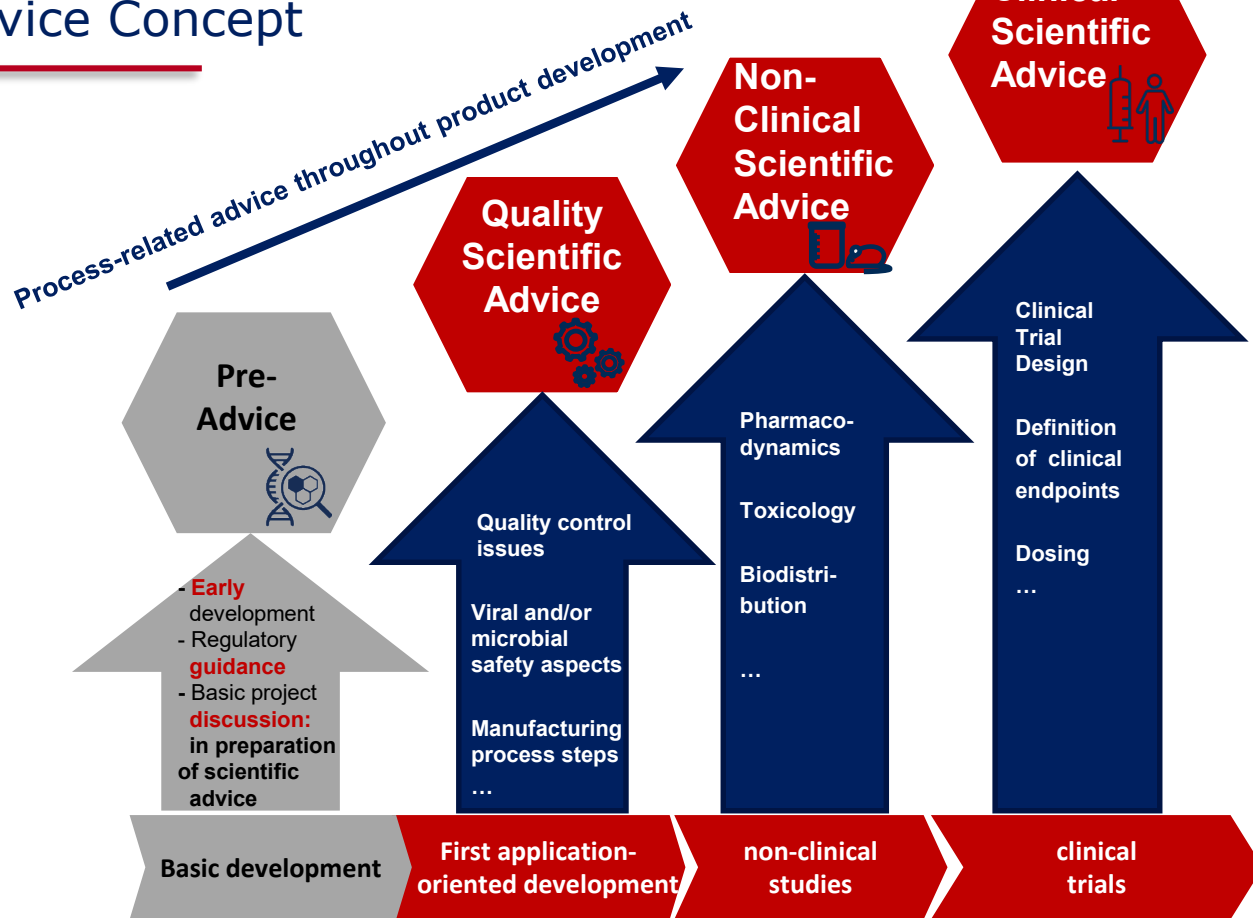 vice Concept
Process-related advice throughout product development
Pre-
Advice
- Early
development
- Regulatory
guidance
- Basic project
discussion:
in preparation
of scientific
advice
Basic development
Quality
Scientific
Advice
Quality control
issues
Viral and/or
microbial
safety aspects
Manufacturing
process steps
…
First application-
oriented development
Non-
Clinical
Scientific
Advice
Pharmaco-
dynamics
Toxicology
Biodistri-
bution
…
non-clinical
studies
Clinical
Scientific
Advice
Clinical
Trial
Design
Definition
of clinical
endpoints
Dosing
…
clinical
trials